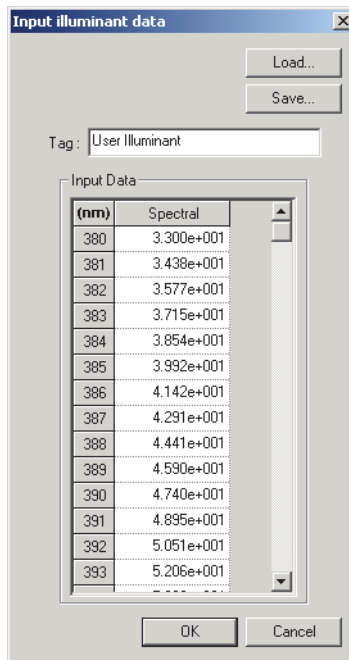 Input illuminant data
Load...
Save...
Tag : User Illuminant
Input Data
(nm) Spectral
380 3.300e+001
381 3.438e+001
382 3.577e+001
383 3.715e+001
384 3.854e+001
385 3.992e+001
386 4.142e+001
387 4.291e+001
388 4.441e+001
389 4.590e+001
390 4.740e+001
391 4.895e+001
392 5.051e+001
393 5.206e+001
OK Cancel